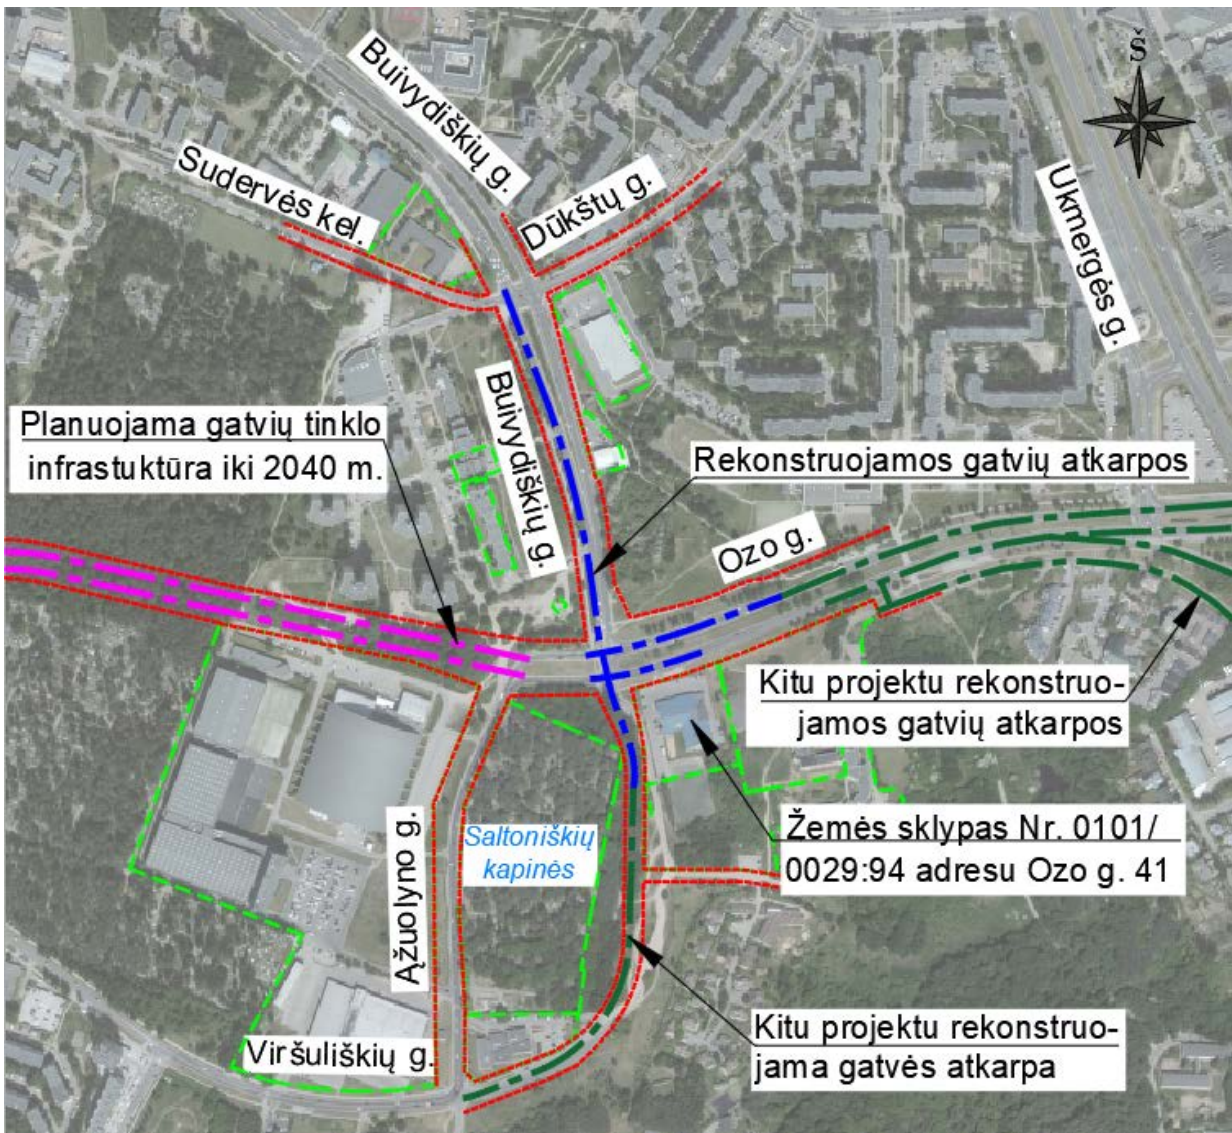 Š
Buivydiškių g.
Sudervės kel.
Dūkštų g.
Ukmergės g.
Planuojama gatvių tinklo
infrastuktūra iki 2040 m.
Buivydiškių g.
Rekonstruojamos gatvių atkarpos
Ozo g.
Kitu projektu rekonstruo-
jamos gatvių atkarpos
Žemės sklypas Nr. 0101/
0029:94 adresu Ozo g. 41
Saltoniškių
kapinės
Ąžuolyno g.
Viršuliškių g.
Kitu projektu rekonstruo-
jama gatvės atkarpa